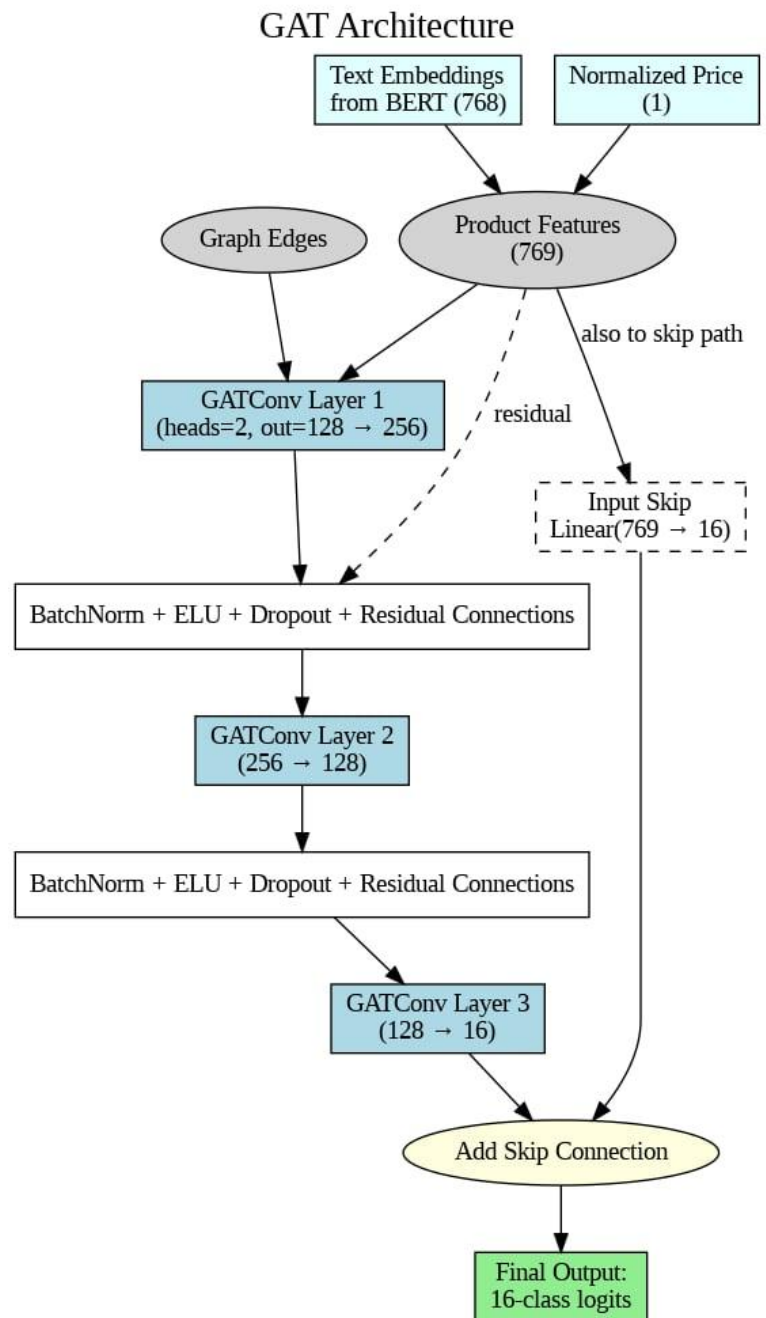 GAT Architecture
Text Embeddings
from BERT (768)
Normalized Price
(1)
Graph Edges
Product Features
(769)
also to skip path
GATConv Layer 1
(heads=2, out=128 → 256)
residual
Input Skip
Linear(769 → 16)
BatchNorm + ELU + Dropout + Residual Connections
GATConv Layer 2
(256 → 128)
BatchNorm + ELU + Dropout + Residual Connections
GATConv Layer 3
(128 → 16)
Add Skip Connection
Final Output:
16-class logits